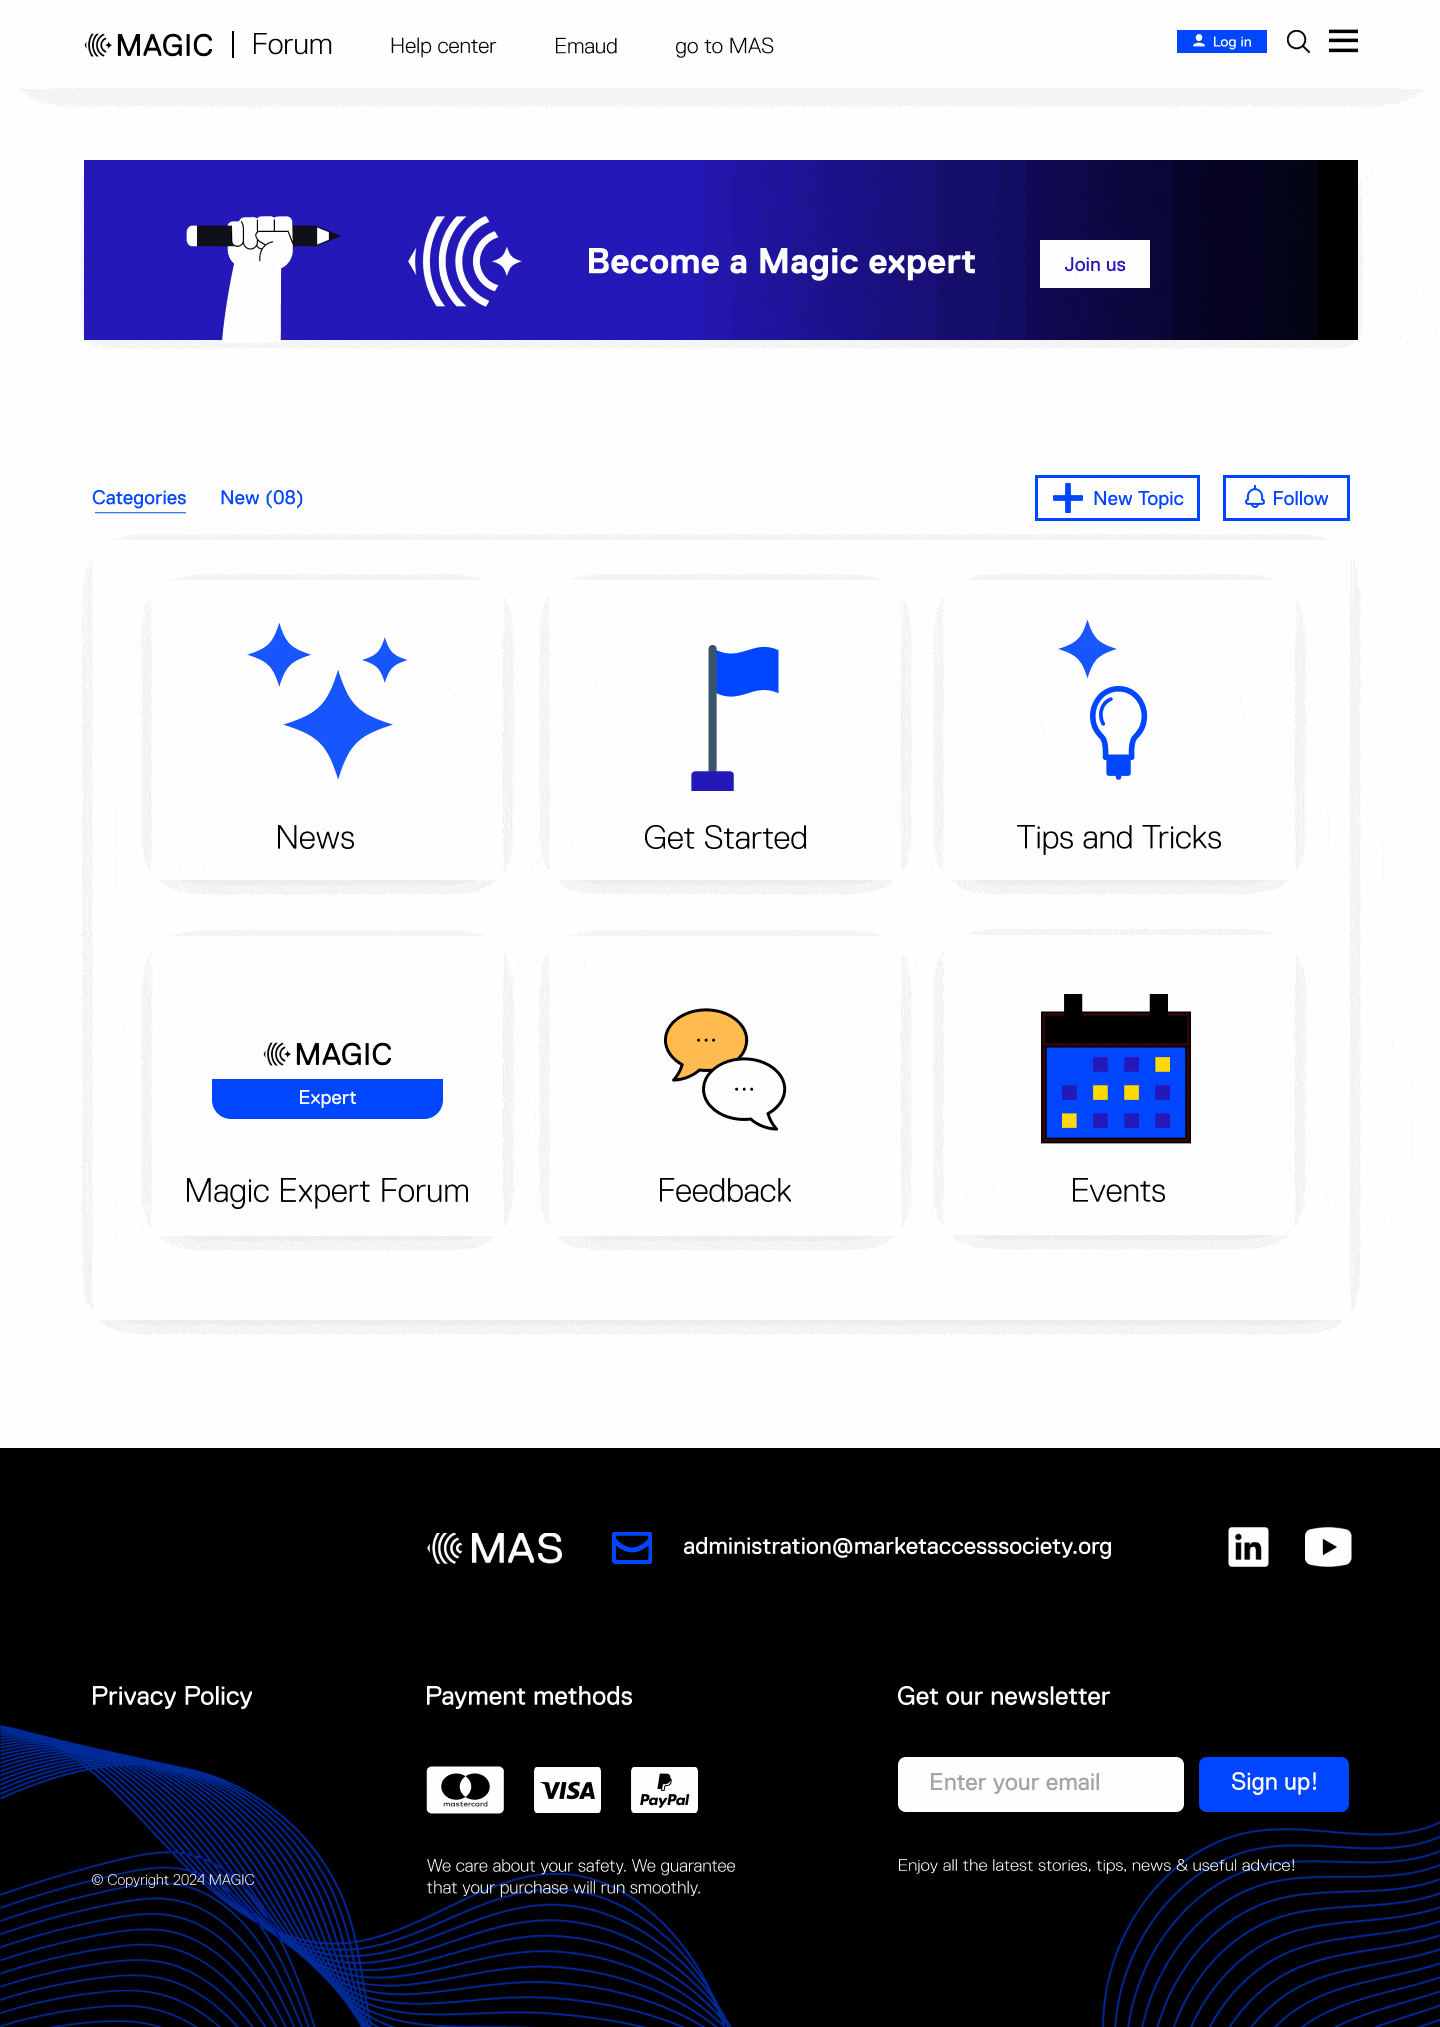 MAGIC | Forum
Help center
Emaud
go to MAS
Log in
Become a Magic expert
Join us
Categories
New (08)
New Topic
Follow
News
Get Started
Tips and Tricks
MAGIC
Expert
Magic Expert Forum
Feedback
Events
MAS
administration@marketaccesssociety.org
in
Privacy Policy
Payment methods
Get our newsletter
mastercard
VISA
PayPal
Enter your email
Sign up!
© Copyright 2024 MAGIC
We care about your safety. We guarantee
that your purchase will run smoothly.
Enjoy all the latest stories, tips, news & useful advice!